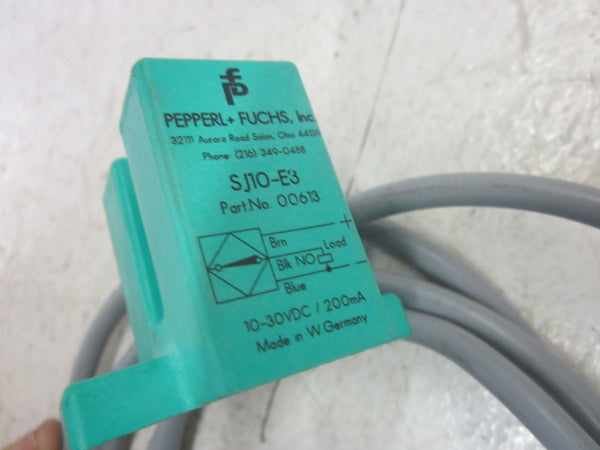 PEPPERL+ FUCHS, Inc.
32111 Aurora Road Solon, Ohio 44139
Phone (216) 349-0488
SJ10-E3
Part.No. 00613
+
Brn
Load
Blk NO
-
Blue
10-30VDC / 200mA
Made in W Germany